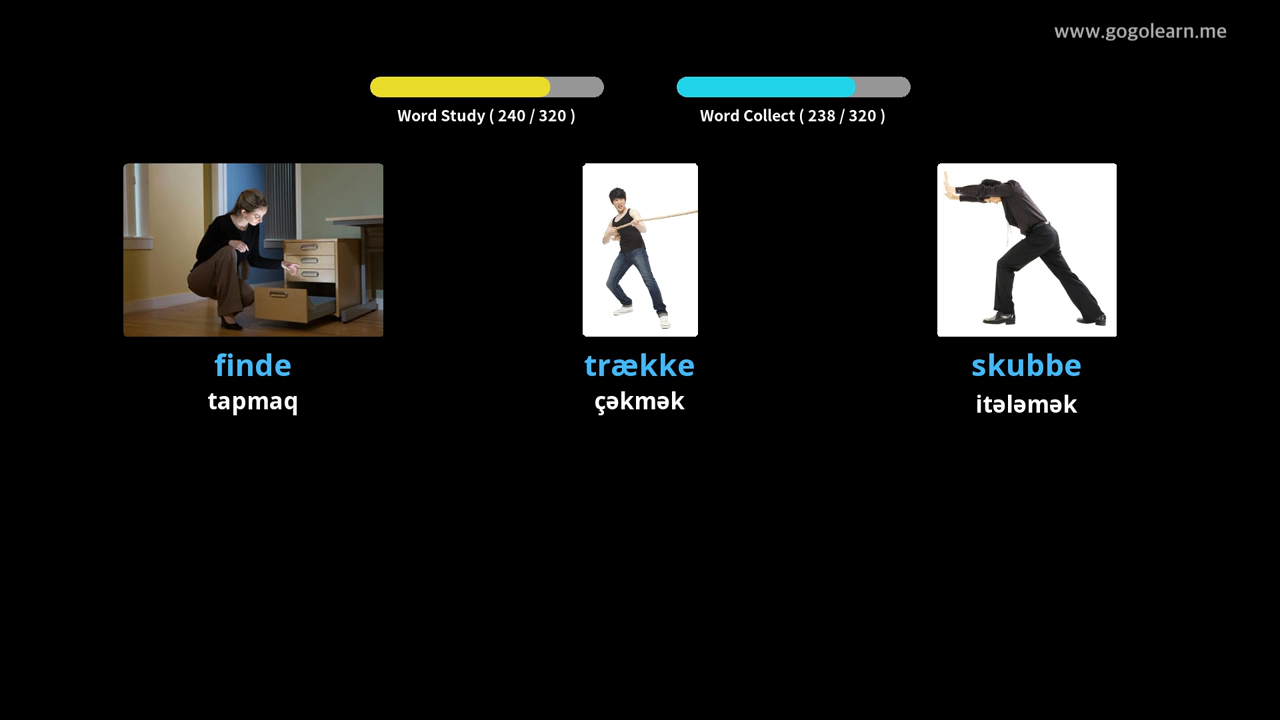 www.gogolearn.me
Word Study ( 240 / 320 )
Word Collect ( 238 / 320 )
finde
tapmaq
trække
çəkmək
skubbe
itələmək